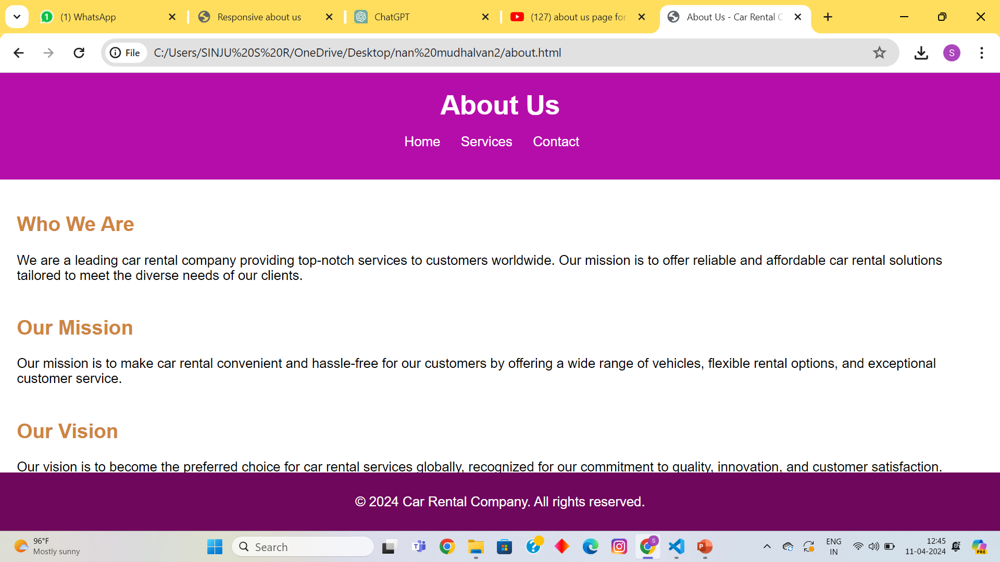 (1) WhatsApp
Responsive about us
ChatGPT
(127) about us page for
About Us - Car Rental C
File
C:/Users/SINJU%20S%20R/OneDrive/Desktop/nan%20mudhalvan2/about.html
S
About Us
Home Services Contact
Who We Are
We are a leading car rental company providing top-notch services to customers worldwide. Our mission is to offer reliable and affordable car rental solutions
tailored to meet the diverse needs of our clients.
Our Mission
Our mission is to make car rental convenient and hassle-free for our customers by offering a wide range of vehicles, flexible rental options, and exceptional
customer service.
Our Vision
Our vision is to become the preferred choice for car rental services globally, recognized for our commitment to quality, innovation, and customer satisfaction.
© 2024 Car Rental Company. All rights reserved.
96°F
Mostly sunny
Search
ENG
IN
12:45
11-04-2024
PRE